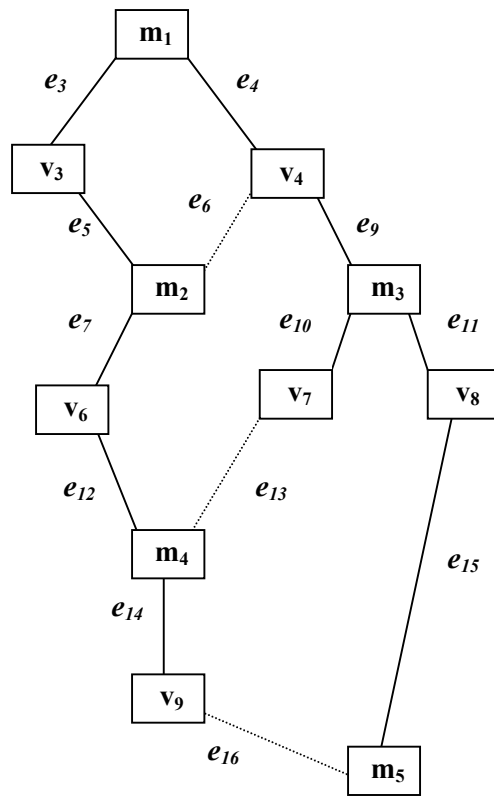 m₁
e₃ e₄
v₃ v₄
e₆
e₅ e₉
m₂ m₃
e₇ e₁₀ e₁₁
v₆ v₇ v₈
e₁₂ e₁₃
m₄ e₁₅
e₁₄
v₉
e₁₆ m₅